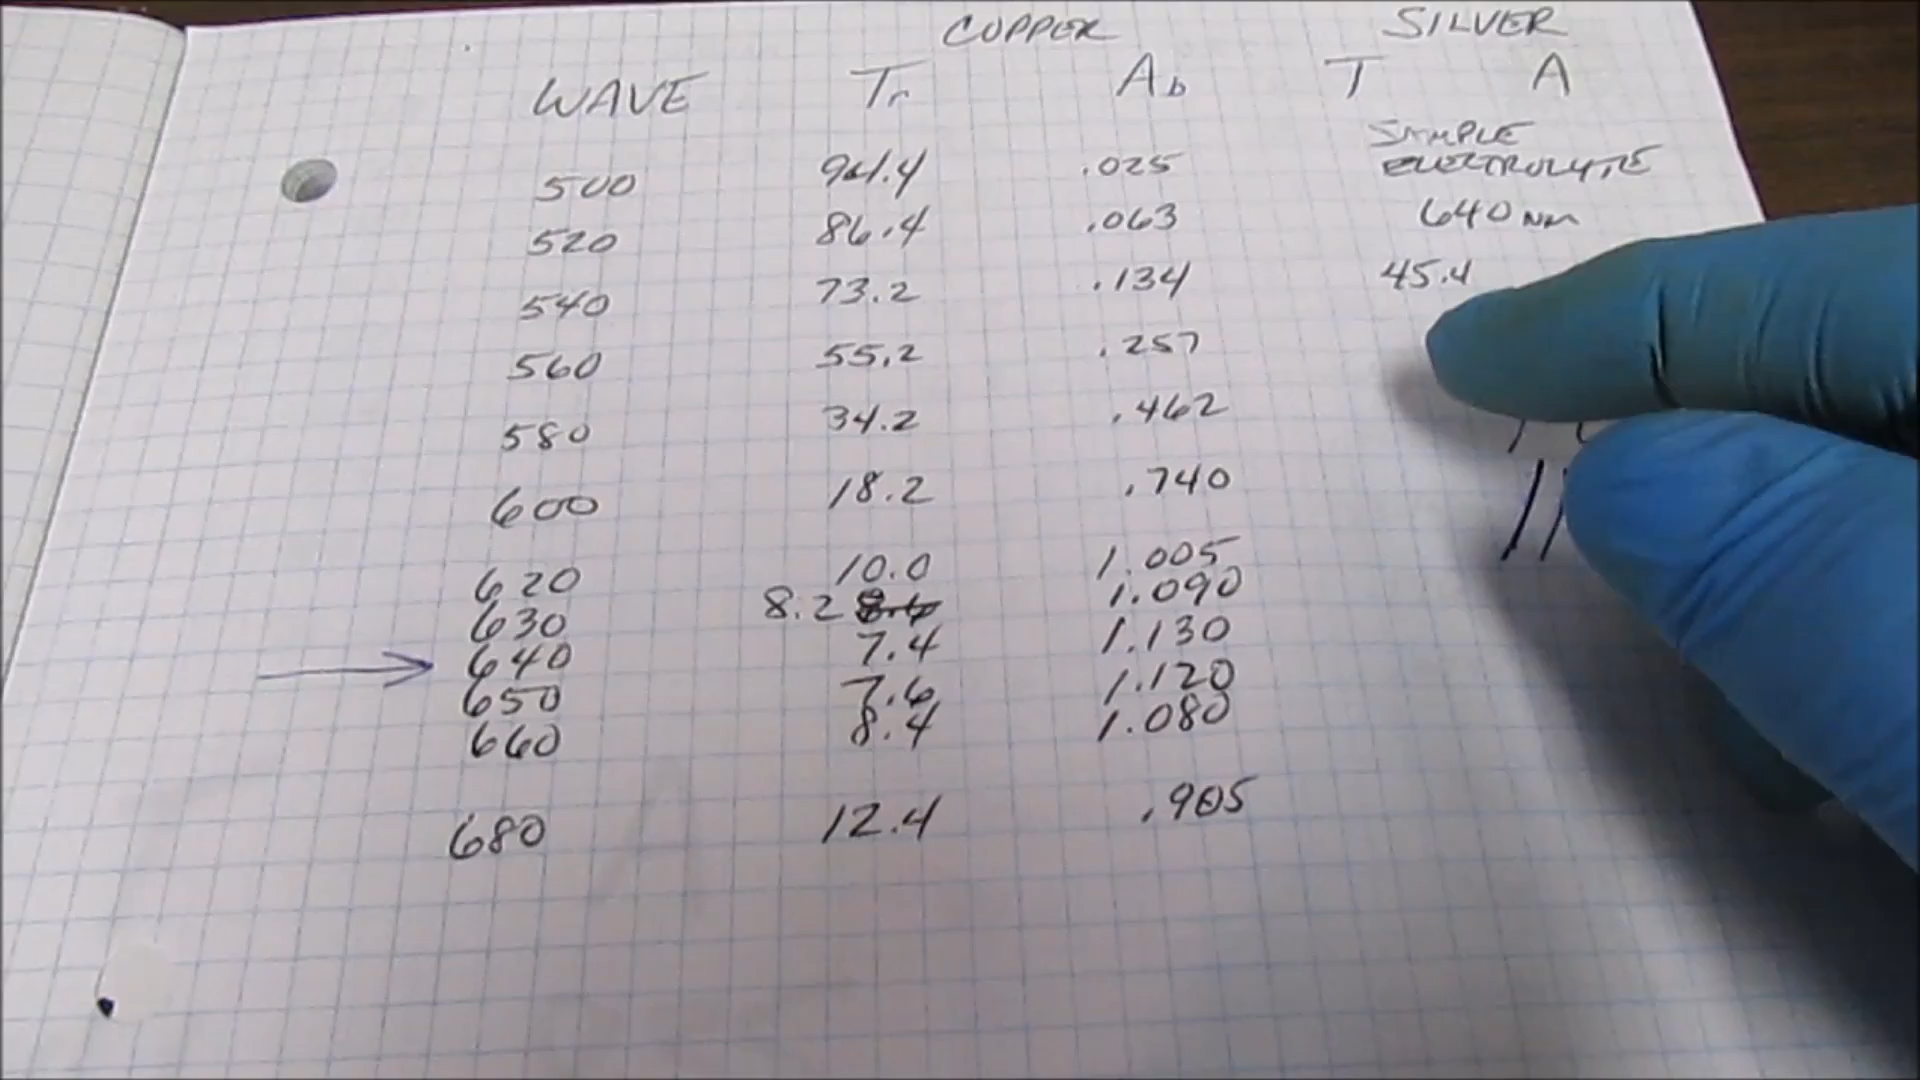 COPPER SILVER
WAVE Tr Ab T A
SAMPLE
ELECTROLYTE
500 94.4 .025
640 nm
520 86.4 .063
540 73.2 .134 45.4
560 55.2 .257
580 34.2 .462
600 18.2 .740
620 10.0 1.005
630 8.2 1.090
640 7.4 1.130
650 7.6 1.120
660 8.4 1.080
680 12.4 .905